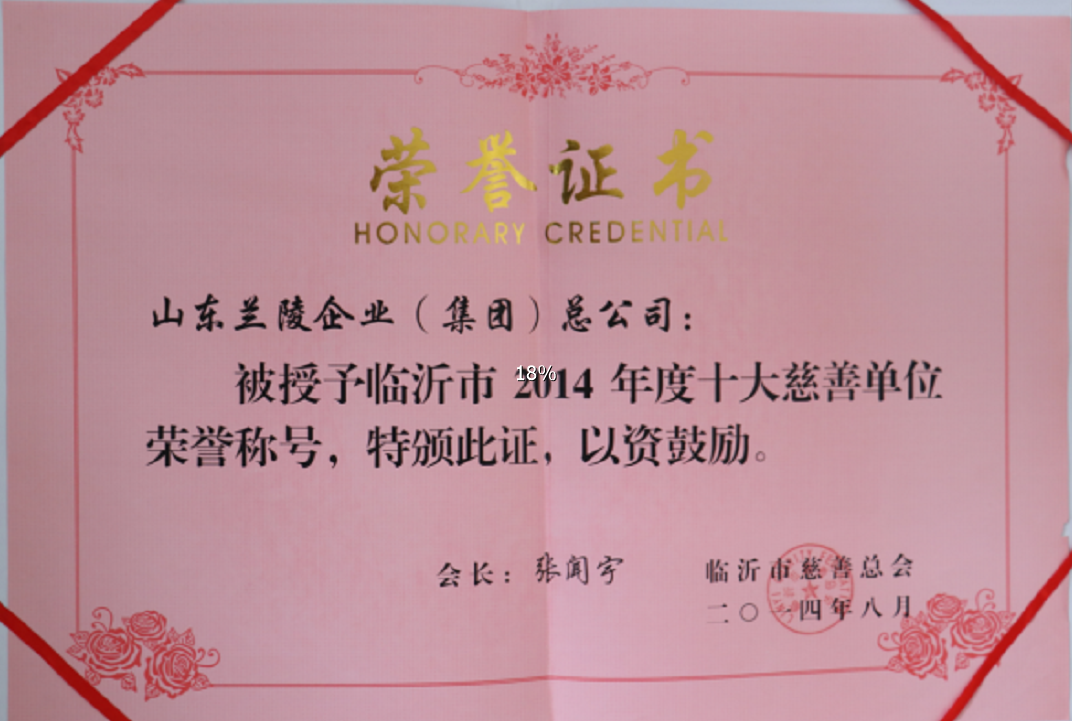 荣誉证书
HONORARY CREDENTIAL
山东兰陵企业（集团）总公司：
被授予临沂市 2014 年度十大慈善单位
18%
荣誉称号，特颁此证，以资鼓励。
会长：张闻宇 临沂市慈善总会
二〇一四年八月